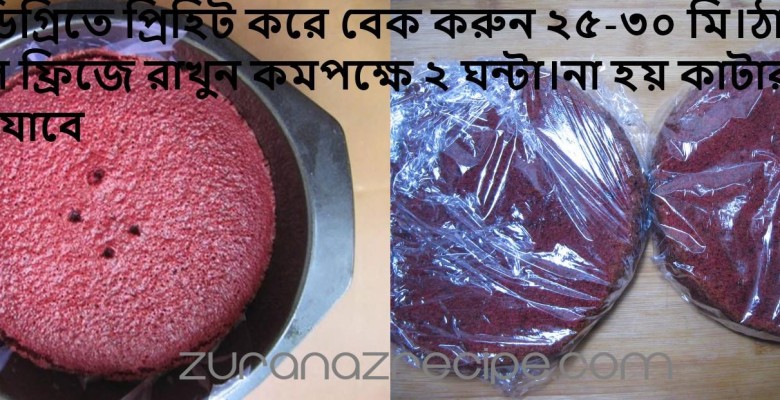 ডিগ্রিতে প্রিহিট করে বেক করুন ২৫-৩০ মি।ঠা
ফ্রিজে রাখুন কমপক্ষে ২ ঘন্টা।না হয় কাটার
যাবে
zuranazrecipe.com